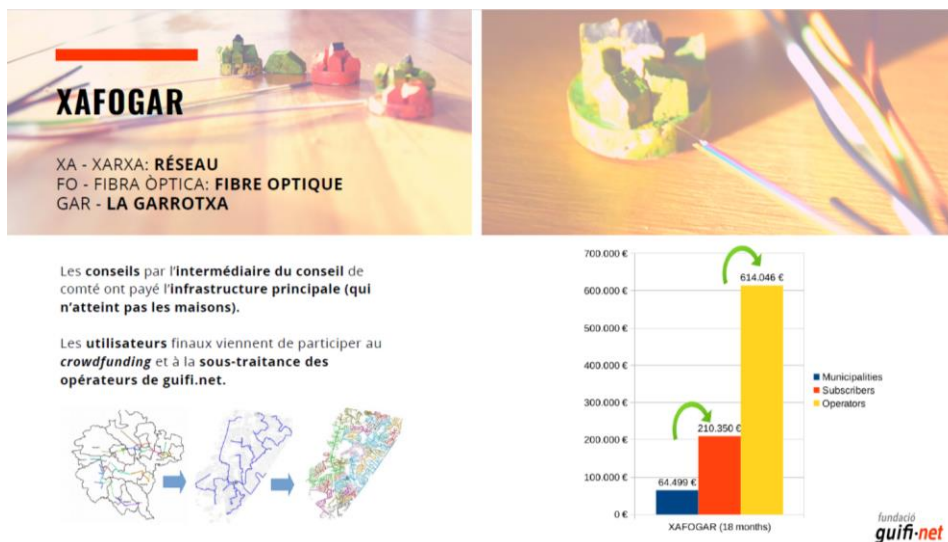 XAFOGAR
XA - XARXA: RÉSEAU
FO - FIBRA ÒPTICA: FIBRE OPTIQUE
GAR - LA GARROTXA
Les conseils par l'intermédiaire du conseil de
comté ont payé l'infrastructure principale (qui
n'atteint pas les maisons).
Les utilisateurs finaux viennent de participer au
crowdfunding et à la sous-traitance des
opérateurs de guifi.net.
700.000 €
600.000 €
500.000 €
400.000 €
300.000 €
200.000 €
100.000 €
0 €
64.499 €
210.350 €
614.046 €
XAFOGAR (18 months)
Municipalities
Subscribers
Operators
fundació
guifi·net